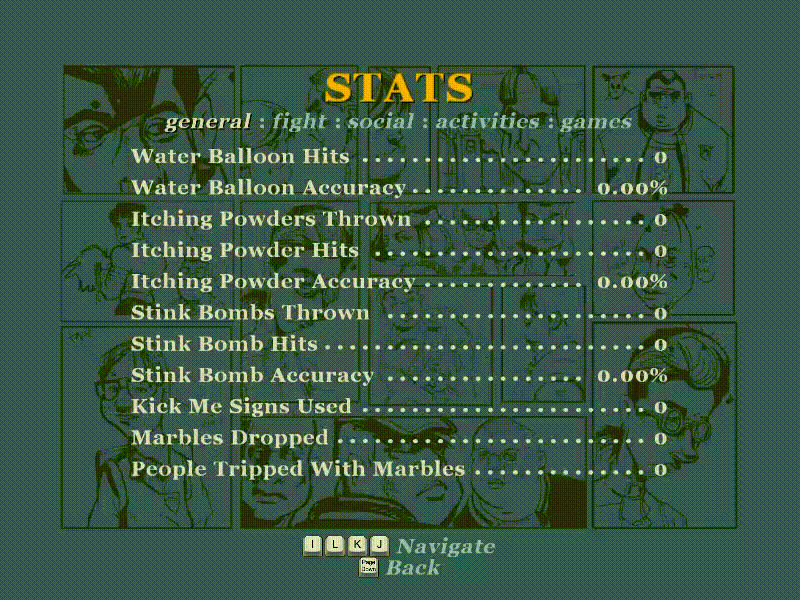 STATS
general : fight : social : activities : games
Water Balloon Hits ....................... 0
Water Balloon Accuracy .............. 0.00%
Itching Powders Thrown .................. 0
Itching Powder Hits ...................... 0
Itching Powder Accuracy .............. 0.00%
Stink Bombs Thrown ..................... 0
Stink Bomb Hits .......................... 0
Stink Bomb Accuracy ................ 0.00%
Kick Me Signs Used ....................... 0
Marbles Dropped ......................... 0
People Tripped With Marbles .............. 0
I L K J Navigate
Page Down Back